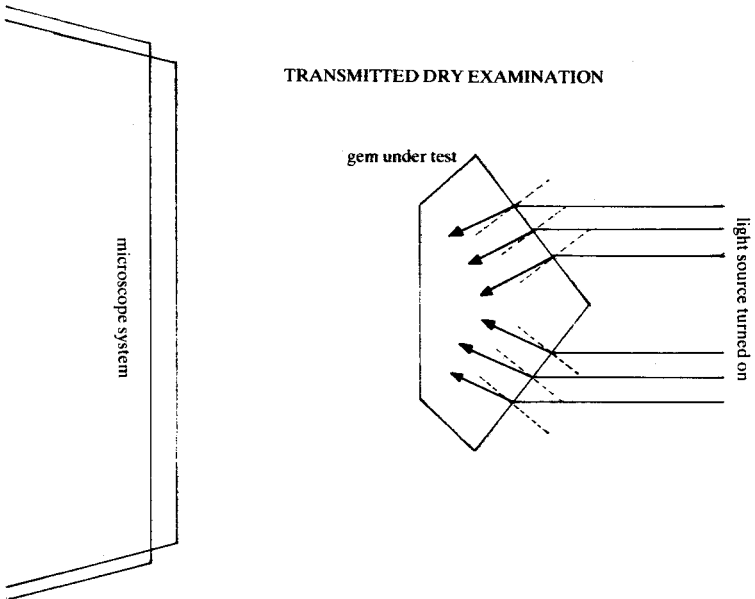 TRANSMITTED DRY EXAMINATION
gem under test
microscope system
light source turned on